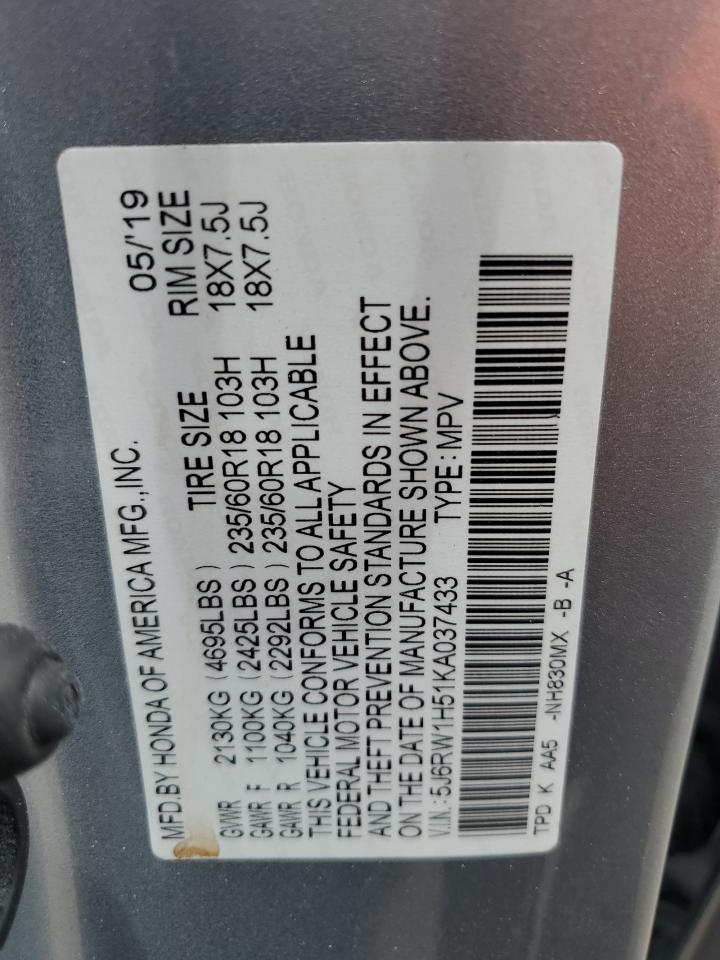 MFD.BY HONDA OF AMERICA MFG.,INC. 05/'19
TIRE SIZE RIM SIZE
GVWR 2130KG (4695LBS)
GAWR F 1100KG (2425LBS) 235/60R18 103H 18X7.5J
GAWR R 1040KG (2292LBS) 235/60R18 103H 18X7.5J
THIS VEHICLE CONFORMS TO ALL APPLICABLE
FEDERAL MOTOR VEHICLE SAFETY
AND THEFT PREVENTION STANDARDS IN EFFECT
ON THE DATE OF MANUFACTURE SHOWN ABOVE.
V.I.N.:5J6RW1H51KA037433 TYPE:MPV
TPD K AA5 -NH830MX -B -A